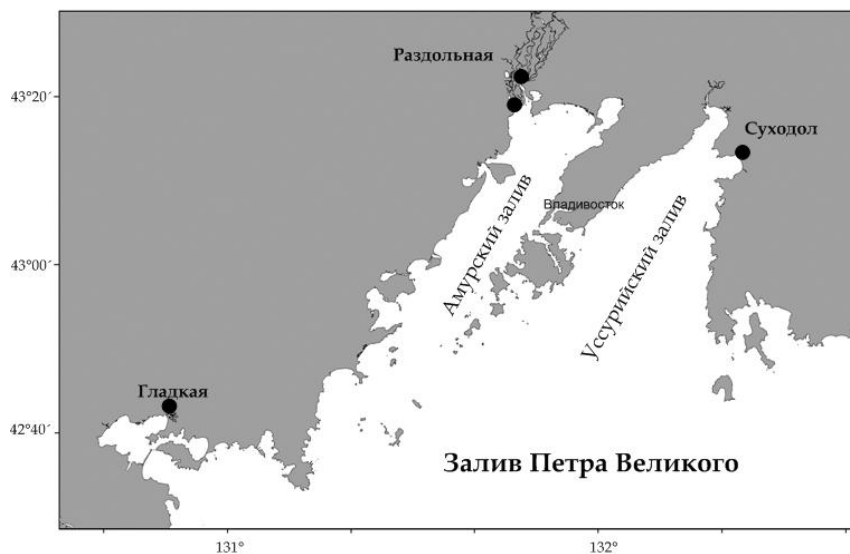 Раздольная
43°20´
Суходол
Владивосток
Амурский залив
Уссурийский залив
43°00´
Гладкая
42°40´
Залив Петра Великого
131°
132°